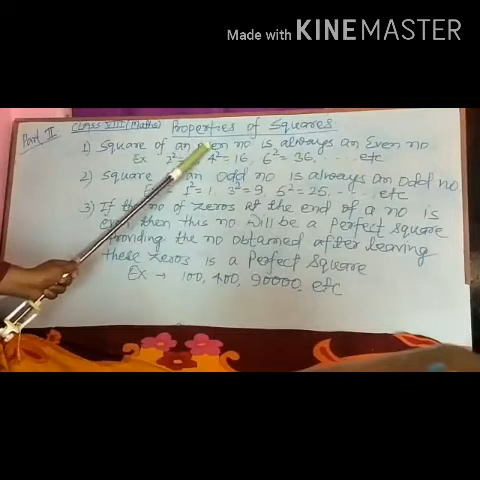 Made with KINEMASTER
Part II
Class VIII (Maths) Properties of Squares
1) Square of an even no is always an Even no.
Ex 2² 4² = 16, 6² = 36. ... etc
2) Square an odd no is always an odd no.
1² = 1. 3² = 9, 5² = 25. ... etc
3) If the no of zeros at the end of a no is
even then this no will be a Perfect square
Providing the no obtained after leaving
these zeros is a Perfect Square
Ex → 100, 400, 90000, etc